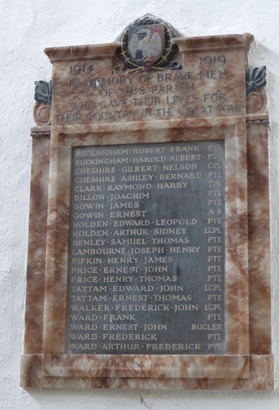 1914 1919
IN MEMORY OF BRAVE MEN
OF THIS PARISH
WHO GAVE THEIR LIVES FOR
THEIR COUNTRY IN THE GREAT WAR
BUCKINGHAM · ROBERT · FRANK PTE
BUCKINGHAM · HAROLD · ALBERT PTE
CHESHIRE · GILBERT · NELSON CPL
CHESHIRE · ASHLEY · BERNARD PTE
CLARK · RAYMOND · HARRY
DILLON · JOACHIM PTE
GOWIN · JAMES PTE
GOWIN · ERNEST A B
HOLDEN · EDWARD · LEOPOLD PTE
HOLDEN · ARTHUR · SIDNEY L/CPL
HENLEY · SAMUEL · THOMAS PTE
LAMBOURNE · JOSEPH · HENRY PTE
PIPKIN · HENRY · JAMES PTE
PRICE · ERNEST · JOHN PTE
PRICE · HENRY · THOMAS PTE
TATTAM · EDWARD · JOHN L/CPL
TATTAM · ERNEST · THOMAS PTE
WALKER · FREDERICK · JOHN L/CPL
WARD · FRANK PTE
WARD · ERNEST · JOHN BUGLER
WARD · FREDERICK PTE
WARD · ARTHUR · FREDERICK PTE